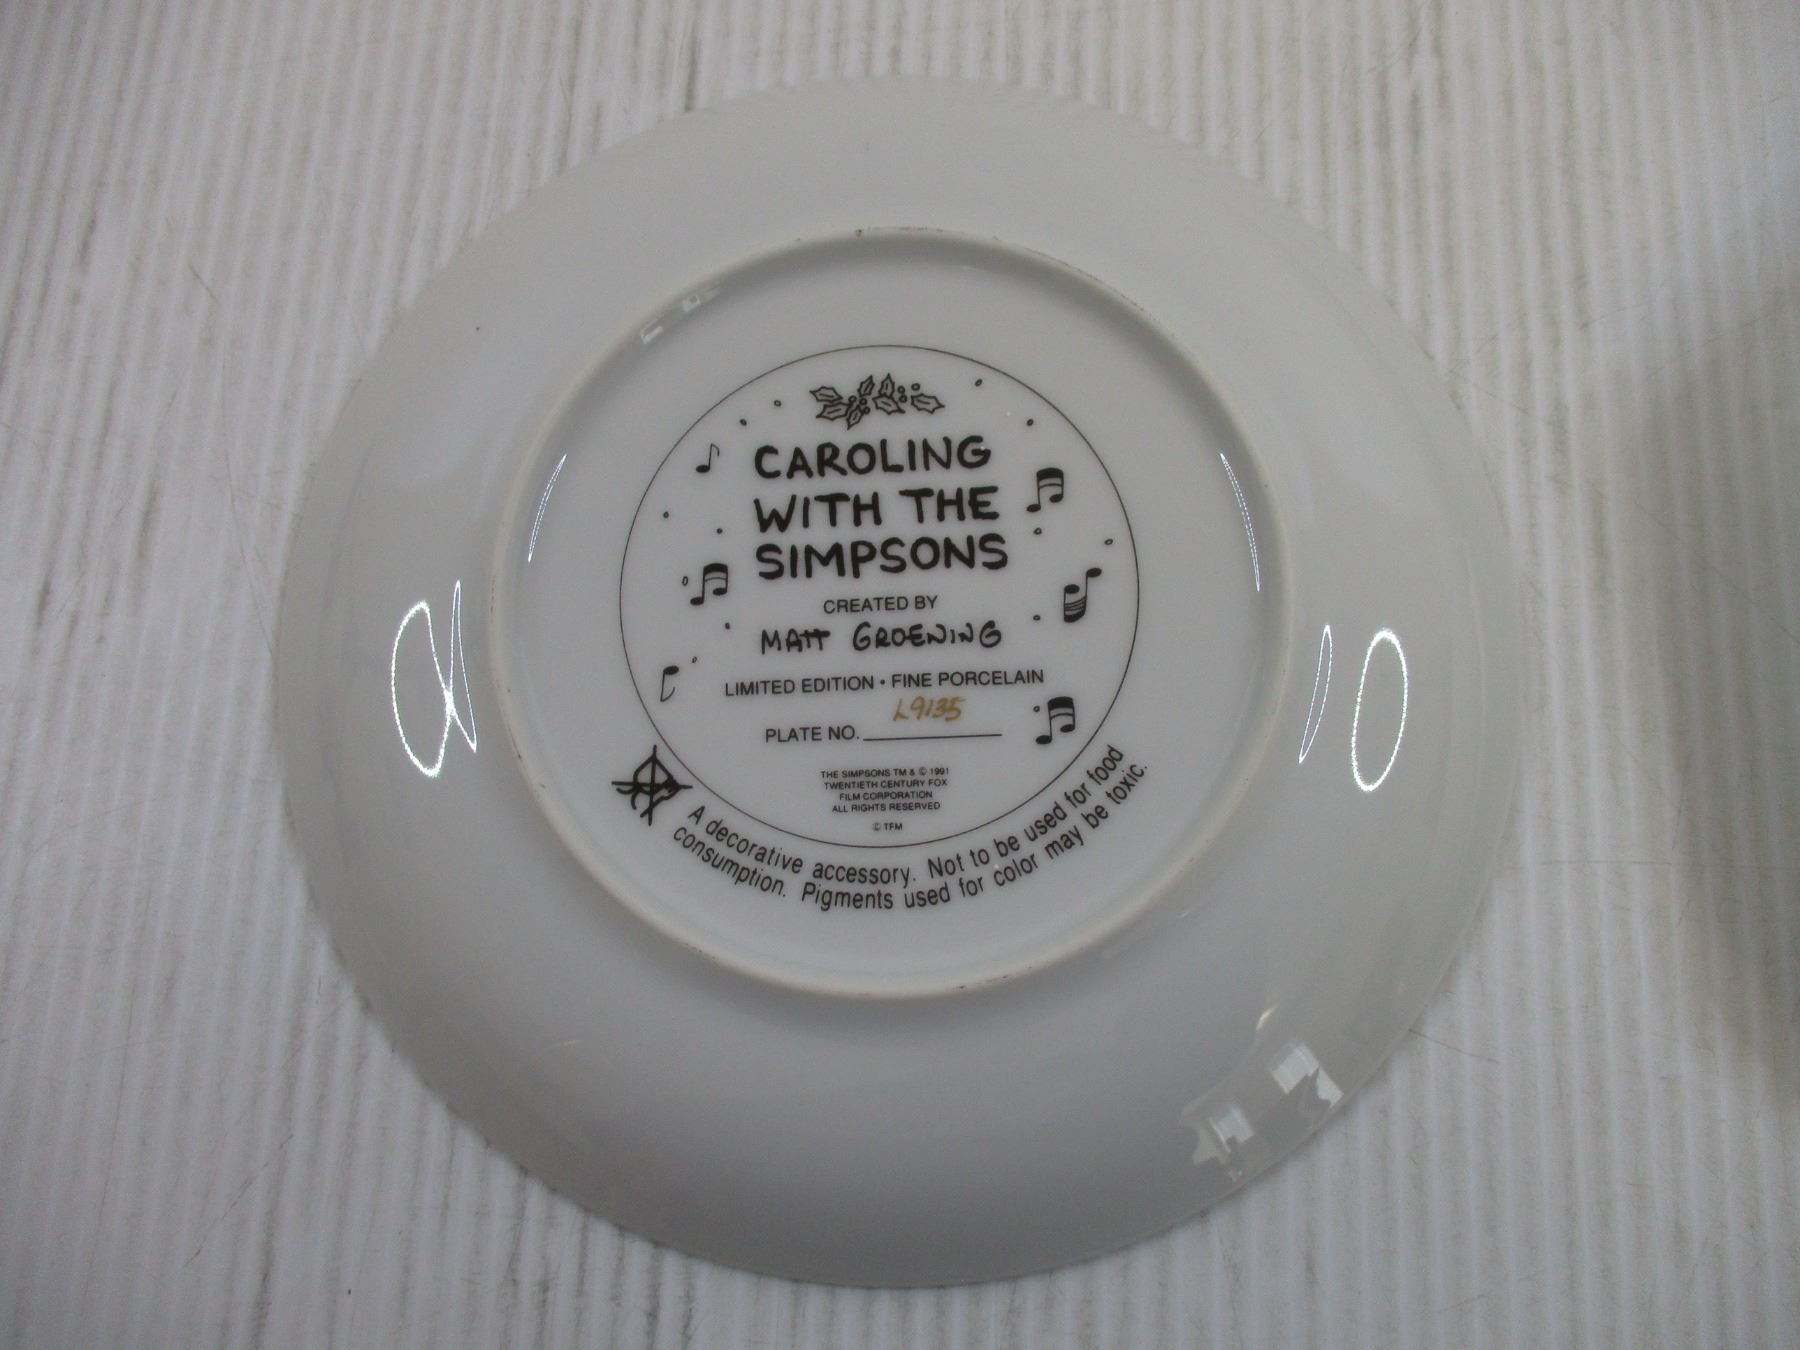 CAROLING
WITH THE
SIMPSONS
CREATED BY
MATT GROENING
LIMITED EDITION • FINE PORCELAIN
L9135
PLATE NO.
THE SIMPSONS TM & © 1991
TWENTIETH CENTURY FOX
FILM CORPORATION
ALL RIGHTS RESERVED
© TFM
A decorative accessory. Not to be used for food
consumption. Pigments used for color may be toxic.